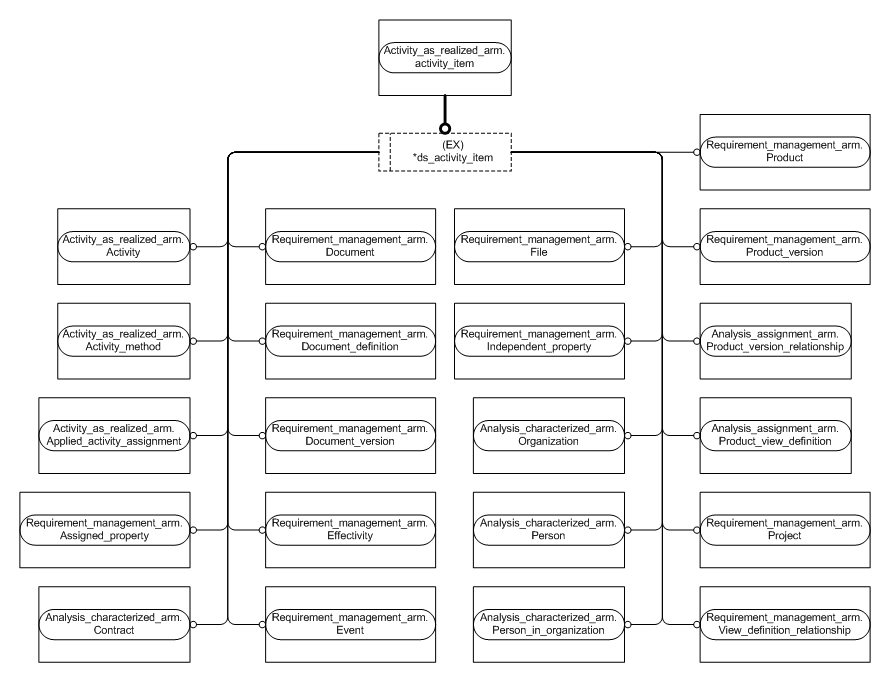 Activity_as_realized_arm.
activity_item
(EX)
*ds_activity_item
Requirement_management_arm.
Product
Activity_as_realized_arm.
Activity
Requirement_management_arm.
Document
Requirement_management_arm.
File
Requirement_management_arm.
Product_version
Activity_as_realized_arm.
Activity_method
Requirement_management_arm.
Document_definition
Requirement_management_arm.
Independent_property
Analysis_assignment_arm.
Product_version_relationship
Activity_as_realized_arm.
Applied_activity_assignment
Requirement_management_arm.
Document_version
Analysis_characterized_arm.
Organization
Analysis_assignment_arm.
Product_view_definition
Requirement_management_arm.
Assigned_property
Requirement_management_arm.
Effectivity
Analysis_characterized_arm.
Person
Requirement_management_arm.
Project
Analysis_characterized_arm.
Contract
Requirement_management_arm.
Event
Analysis_characterized_arm.
Person_in_organization
Requirement_management_arm.
View_definition_relationship